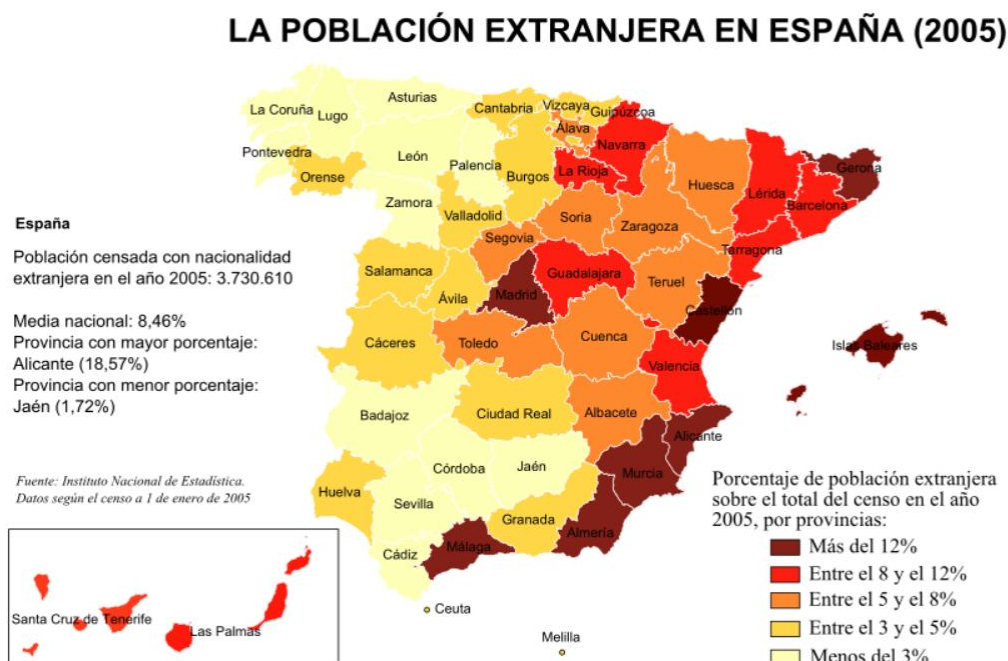 LA POBLACIÓN EXTRANJERA EN ESPAÑA (2005)
La Coruña
Lugo
Asturias
Cantabria
Vizcaya
Guipúzcoa
Álava
Navarra
Pontevedra
Orense
León
Palencia
Burgos
La Rioja
Huesca
Lérida
Gerona
Barcelona
Zamora
Valladolid
Soria
Zaragoza
Tarragona
Segovia
Salamanca
Ávila
Madrid
Guadalajara
Teruel
Castellón
Cáceres
Toledo
Cuenca
Valencia
Islas Baleares
Badajoz
Ciudad Real
Albacete
Alicante
Córdoba
Jaén
Murcia
Huelva
Sevilla
Granada
Almería
Cádiz
Málaga
Ceuta
Melilla
España
Población censada con nacionalidad
extranjera en el año 2005: 3.730.610
Media nacional: 8,46%
Provincia con mayor porcentaje:
Alicante (18,57%)
Provincia con menor porcentaje:
Jaén (1,72%)
Fuente: Instituto Nacional de Estadística.
Datos según el censo a 1 de enero de 2005
Santa Cruz de Tenerife
Las Palmas
Porcentaje de población extranjera
sobre el total del censo en el año
2005, por provincias:
Más del 12%
Entre el 8 y el 12%
Entre el 5 y el 8%
Entre el 3 y el 5%
Menos del 3%